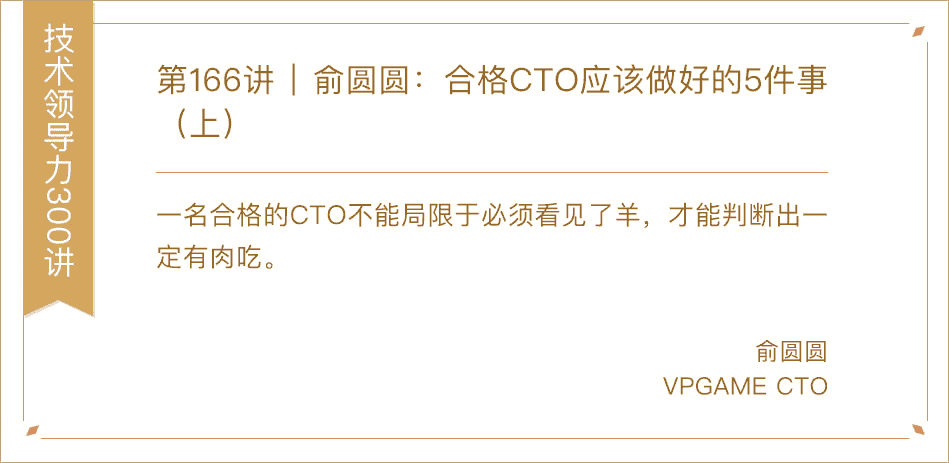 技术领导力300讲
第166讲｜俞圆圆：合格CTO应该做好的5件事
（上）
一名合格的CTO不能局限于必须看见了羊，才能判断出一
定有肉吃。
俞圆圆
VPGAME CTO